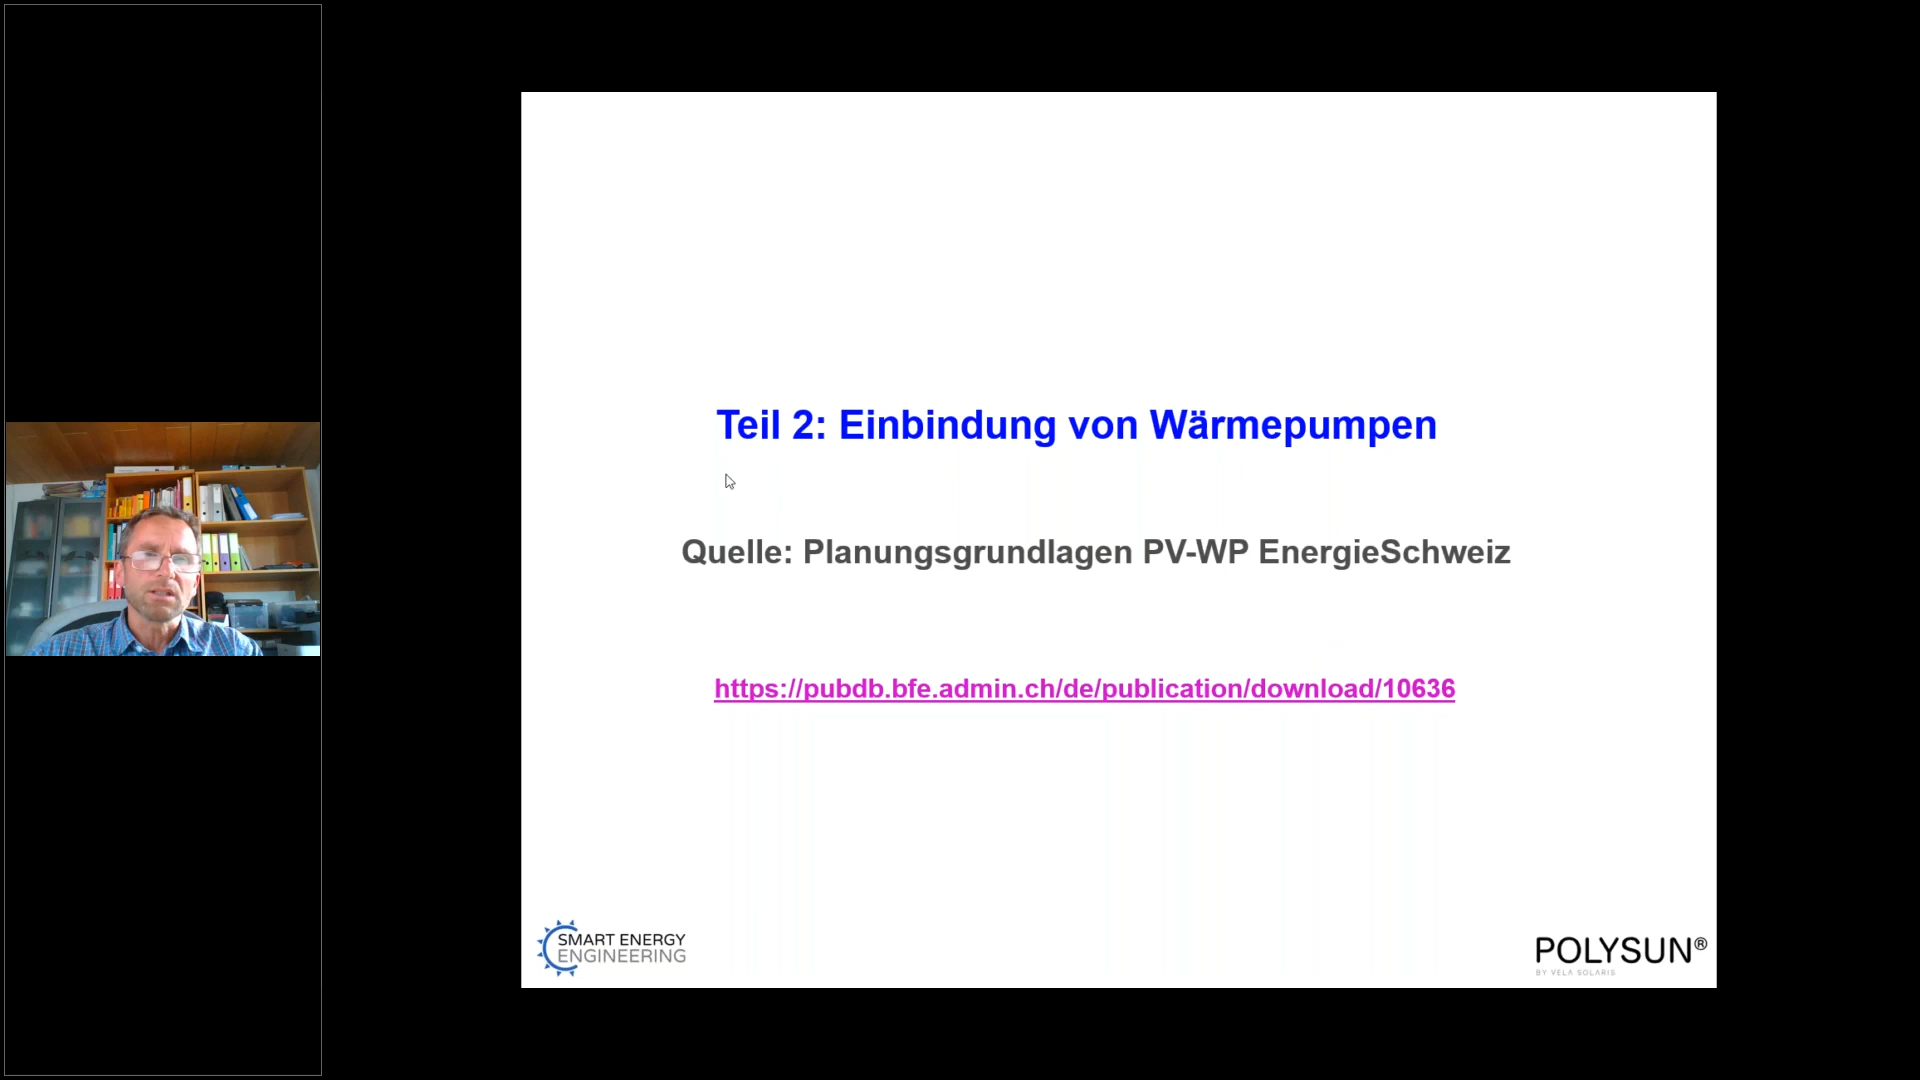 Teil 2: Einbindung von Wärmepumpen
Quelle: Planungsgrundlagen PV-WP EnergieSchweiz
https://pubdb.bfe.admin.ch/de/publication/download/10636
SMART ENERGY
ENGINEERING
POLYSUN®
BY VELA SOLARIS